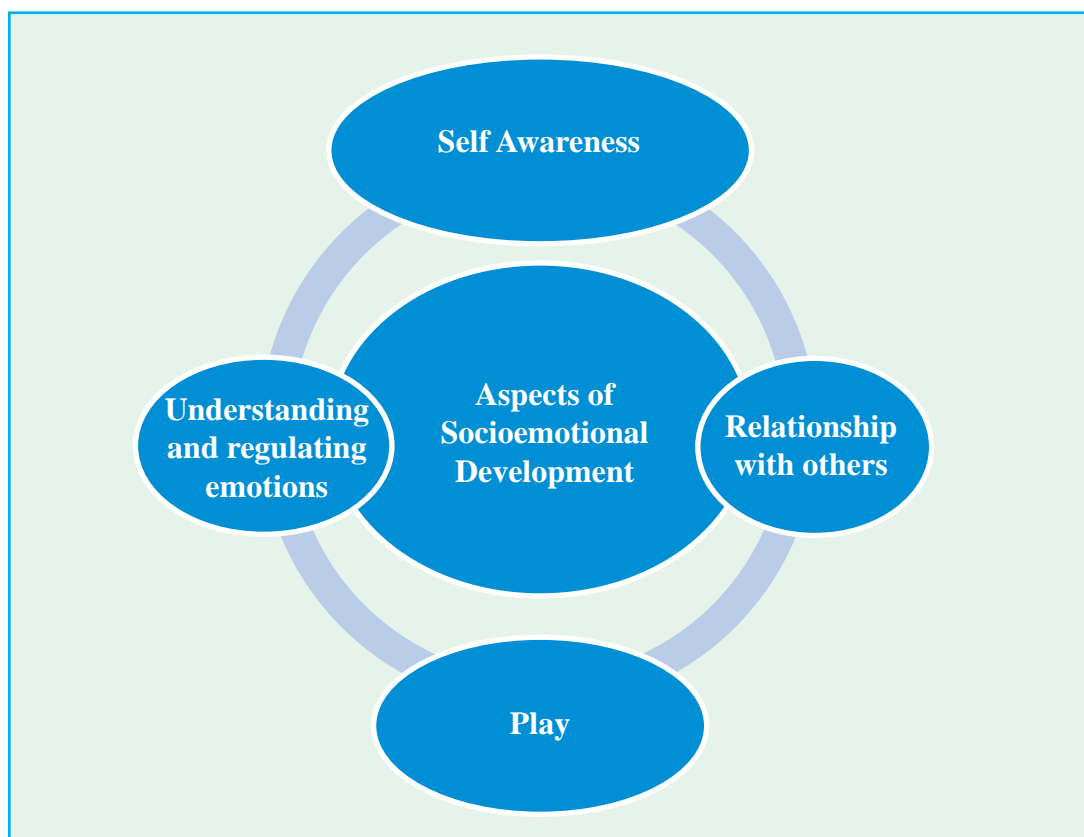 Self Awareness
Understanding
and regulating
emotions
Aspects of
Socioemotional
Development
Relationship
with others
Play